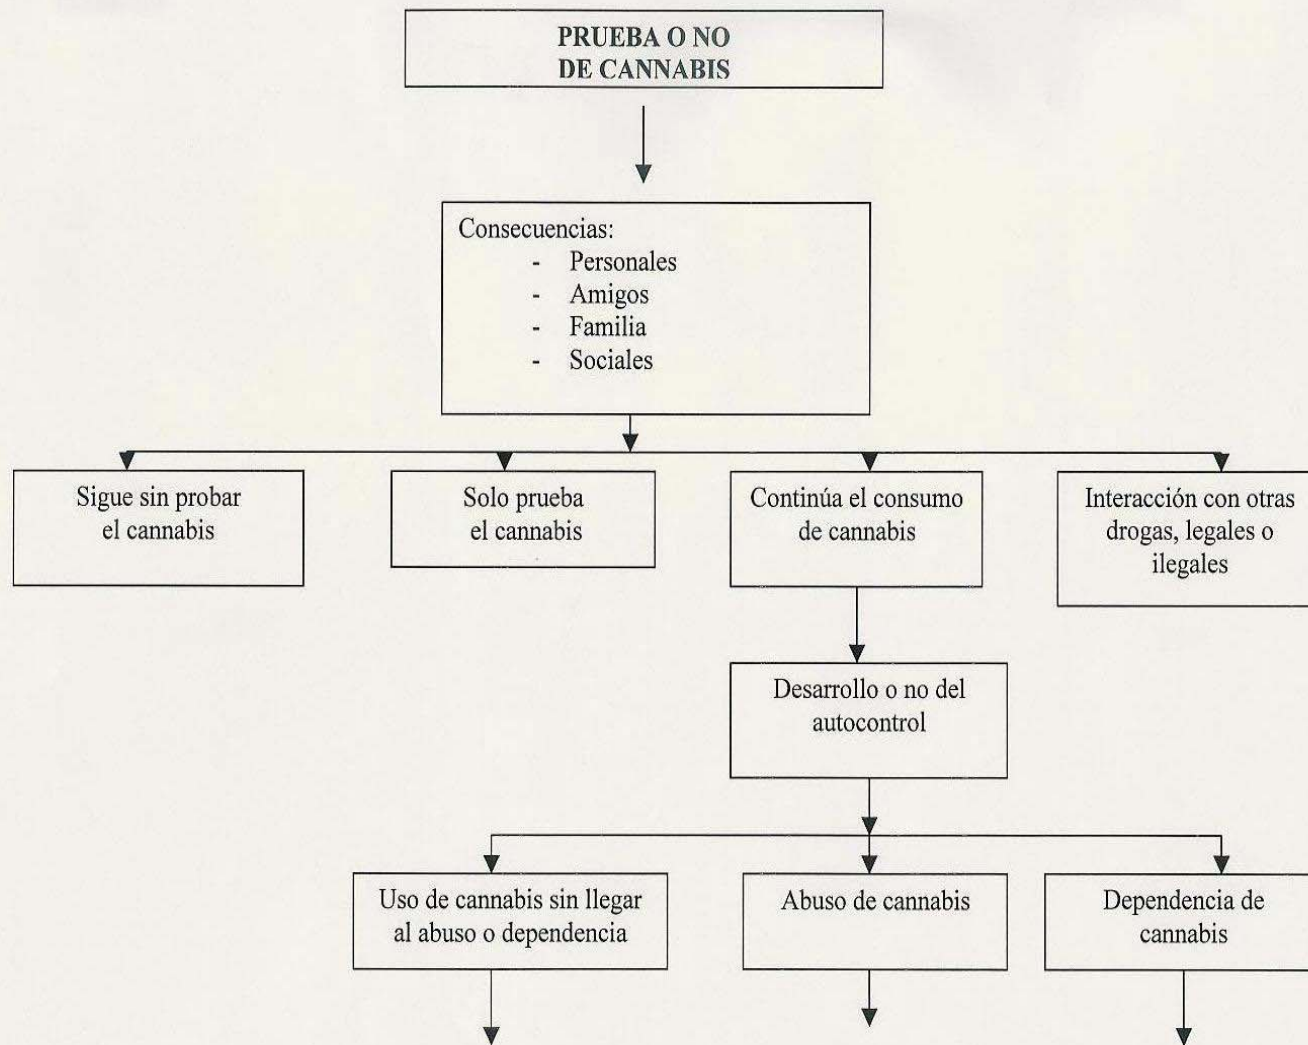 PRUEBA O NO
DE CANNABIS
Consecuencias:
- Personales
- Amigos
- Familia
- Sociales
Sigue sin probar
el cannabis
Solo prueba
el cannabis
Continúa el consumo
de cannabis
Interacción con otras
drogas, legales o
ilegales
Desarrollo o no del
autocontrol
Uso de cannabis sin llegar
al abuso o dependencia
Abuso de cannabis
Dependencia de
cannabis